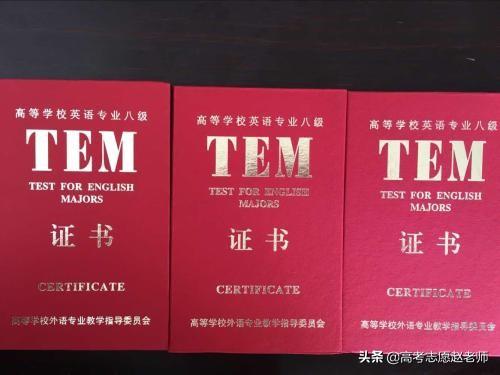 高等学校英语专业八级
TEM
TEST FOR ENGLISH
MAJORS
证书
CERTIFICATE
高等学校外语专业教学指导委员会
高等学校英语专业八级
TEM
TEST FOR ENGLISH
MAJORS
证书
CERTIFICATE
高等学校外语专业教学指导委员会
高等学校英语专业八级
TEM
TEST FOR ENGLISH
MAJORS
证书
CERTIFICATE
高等学校外语专业教学指导委员会
头条 @高考志愿赵老师